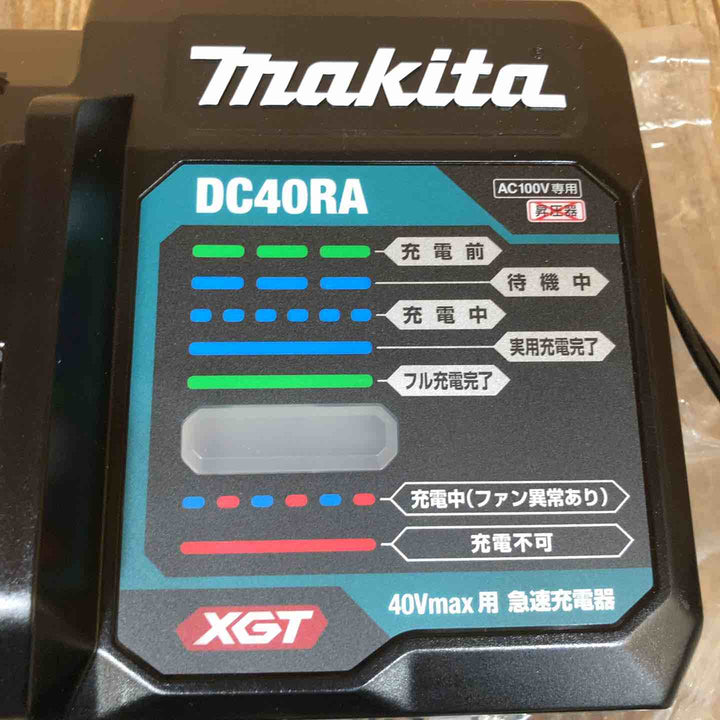 makita
DC40RA
AC100V専用
昇圧器
充電前
待機中
充電中
実用充電完了
フル充電完了
充電中(ファン異常あり)
充電不可
XGT
40Vmax用 急速充電器